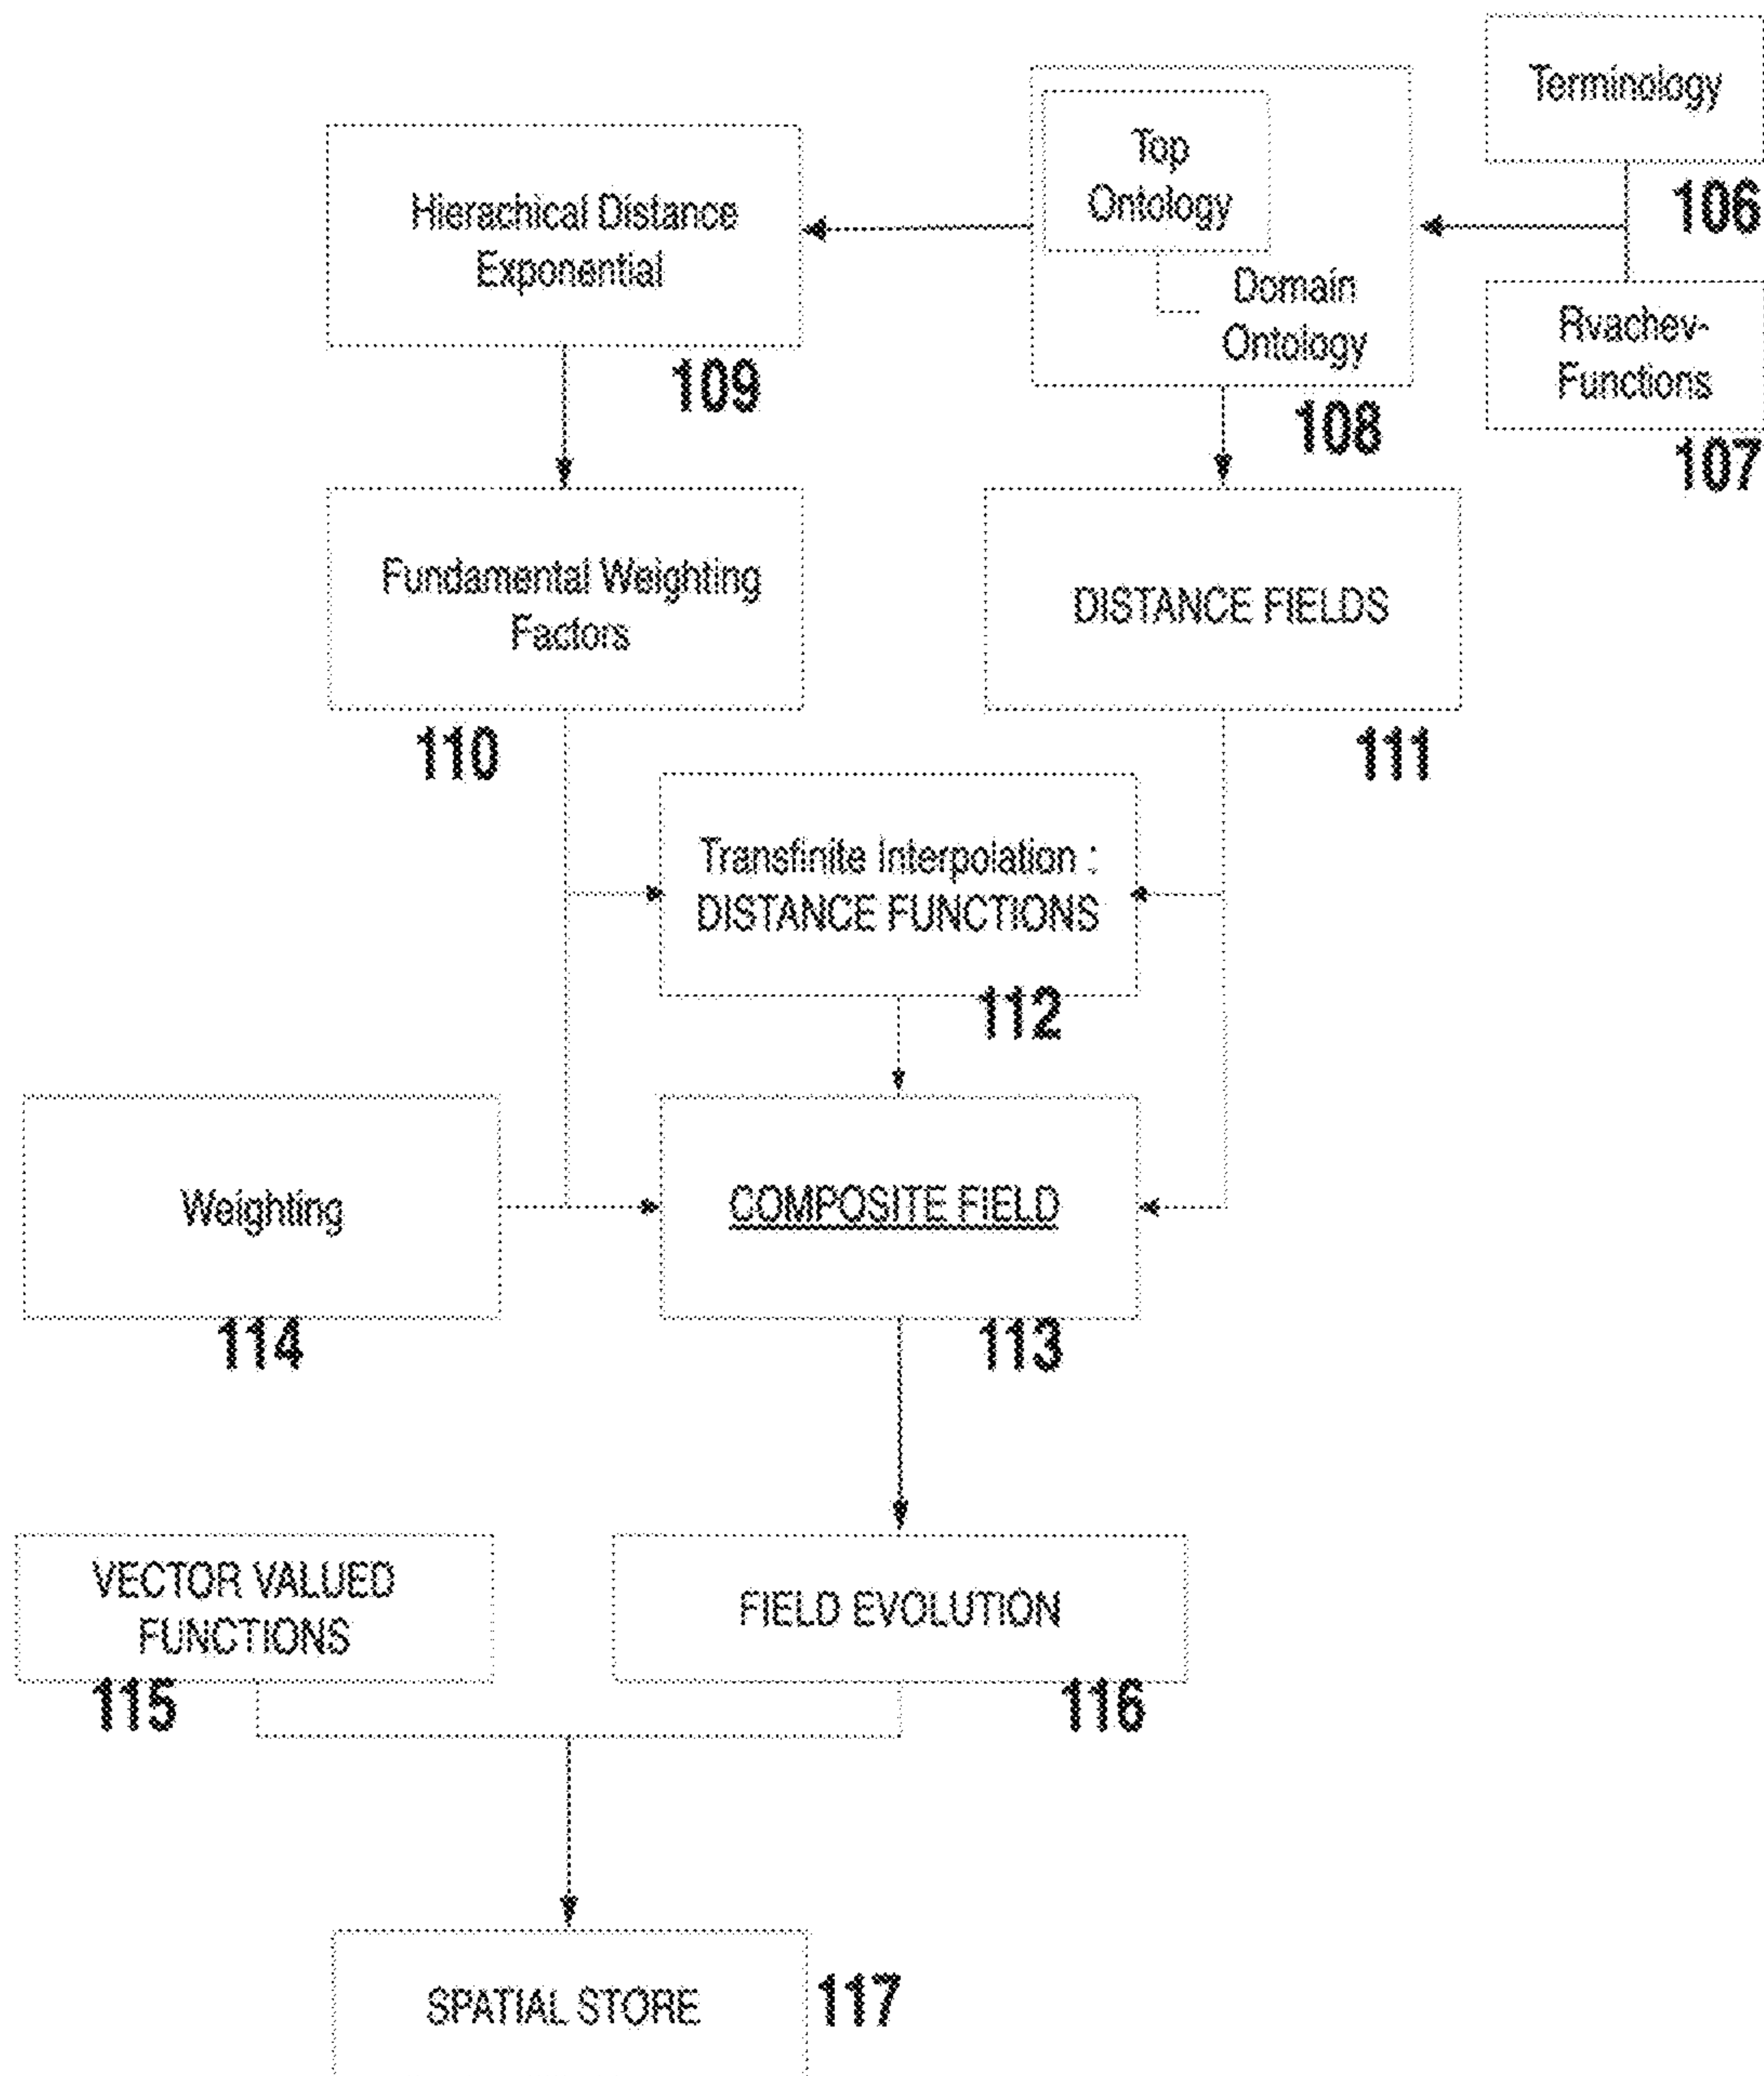 Terminology
106
Top
Ontology
Domain
Ontology
108
Rvachev-
Functions
107
Hierachical Distance
Exponential
109
Fundamental Weighting
Factors
110
DISTANCE FIELDS
111
Transfinite Interpolation :
DISTANCE FUNCTIONS
112
Weighting
114
COMPOSITE FIELD
113
VECTOR VALUED
FUNCTIONS
115
FIELD EVOLUTION
116
SPATIAL STORE
117